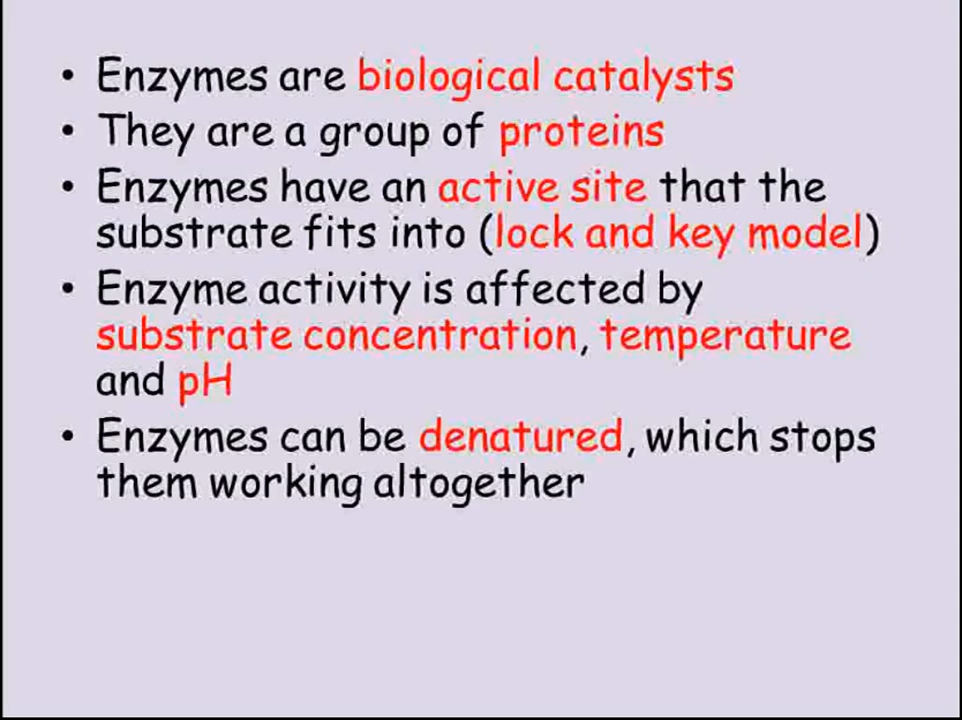 • Enzymes are biological catalysts
• They are a group of proteins
• Enzymes have an active site that the
substrate fits into (lock and key model)
• Enzyme activity is affected by
substrate concentration, temperature
and pH
• Enzymes can be denatured, which stops
them working altogether